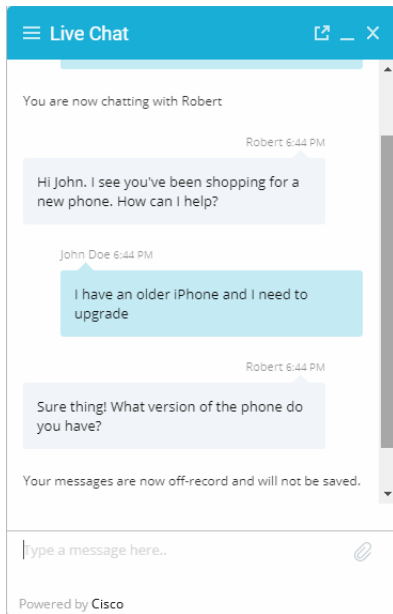 Live Chat
You are now chatting with Robert
Robert 6:44 PM
Hi John. I see you've been shopping for a
new phone. How can I help?
John Doe 6:44 PM
I have an older iPhone and I need to
upgrade
Robert 6:44 PM
Sure thing! What version of the phone do
you have?
Your messages are now off-record and will not be saved.
Type a message here..
Powered by Cisco